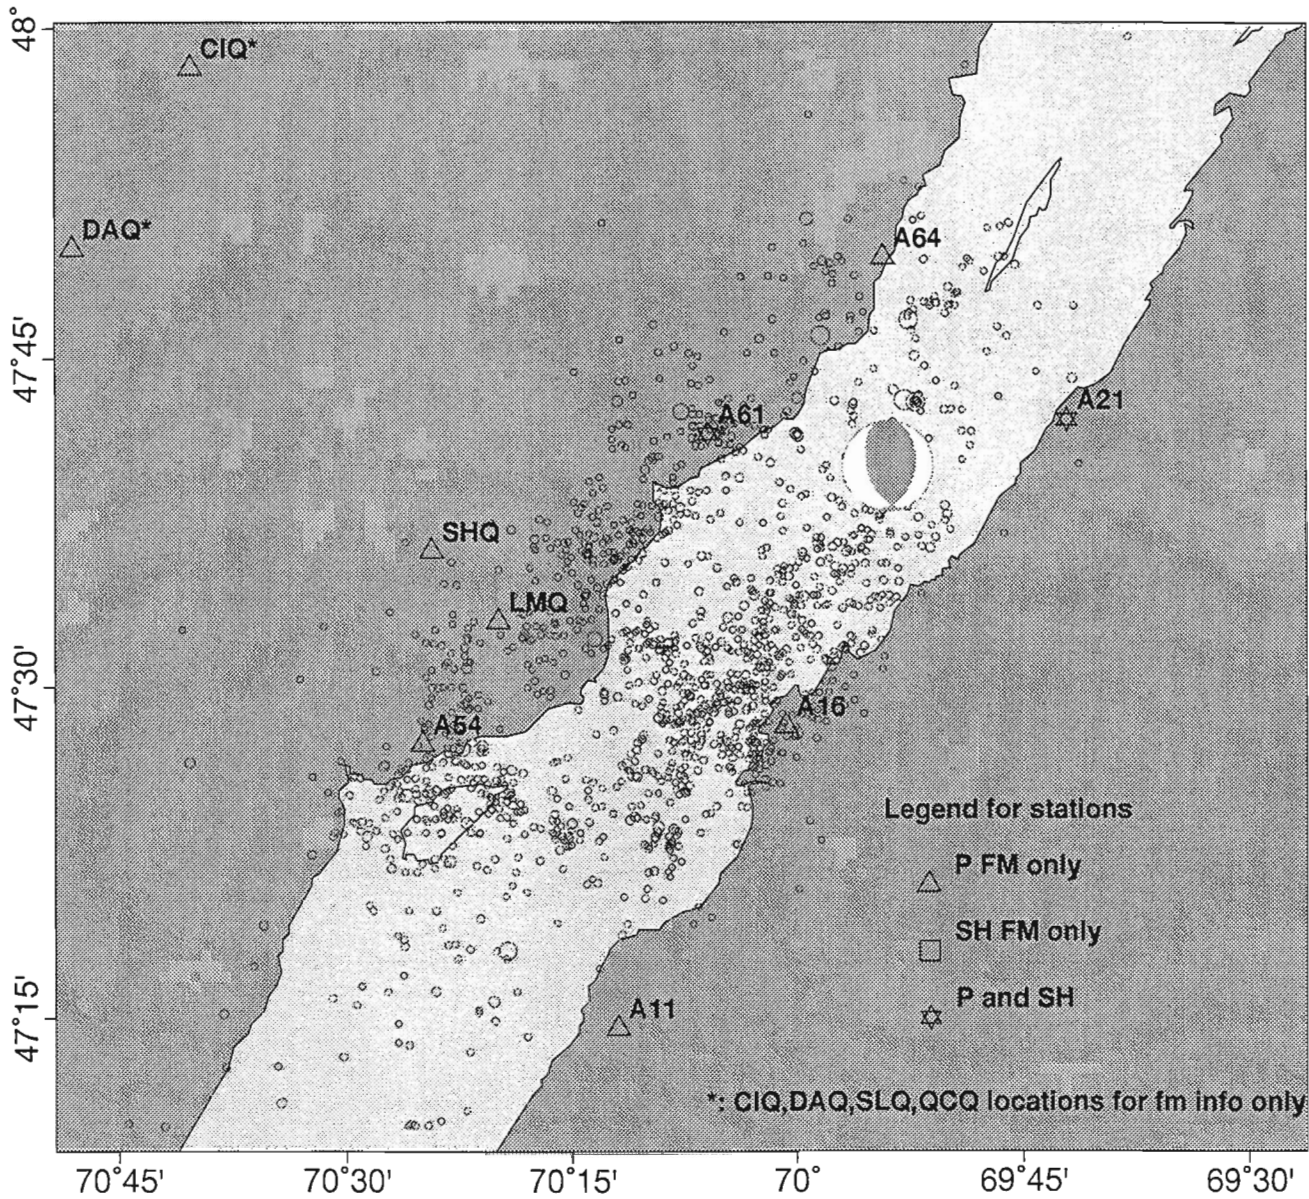 48°
CIQ*
DAQ*
A64
47°45'
A61
A21
SHQ
LMQ
47°30'
A54
A16
Legend for stations
P FM only
SH FM only
P and SH
47°15'
A11
*: CIQ,DAQ,SLQ,QCQ locations for fm info only
70°45' 70°30' 70°15' 70° 69°45' 69°30'